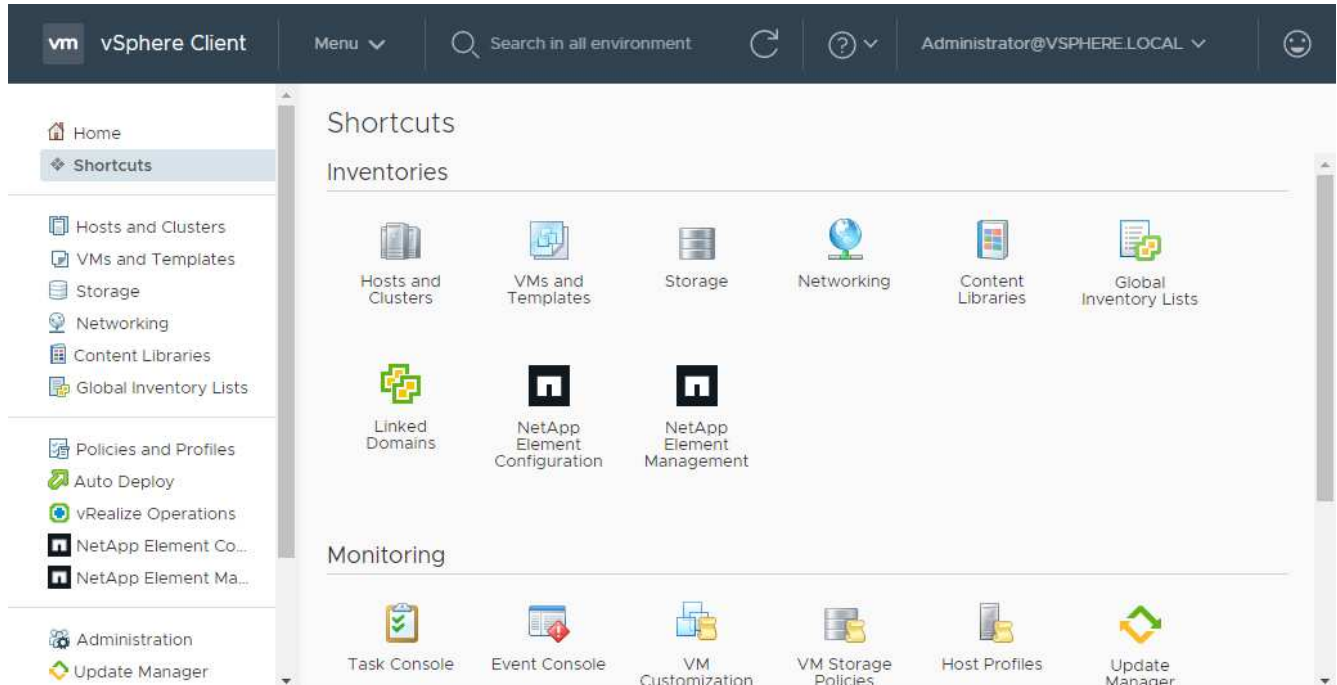 vm vSphere Client Menu Search in all environment Administrator@VSPHERE.LOCAL
Home
Shortcuts
Hosts and Clusters
VMs and Templates
Storage
Networking
Content Libraries
Global Inventory Lists
Policies and Profiles
Auto Deploy
vRealize Operations
NetApp Element Co...
NetApp Element Ma...
Administration
Update Manager
Shortcuts
Inventories
Hosts and
Clusters
VMs and
Templates
Storage
Networking
Content
Libraries
Global
Inventory Lists
Linked
Domains
NetApp
Element
Configuration
NetApp
Element
Management
Monitoring
Task Console
Event Console
VM
Customization
VM Storage
Policies
Host Profiles
Update
Manager